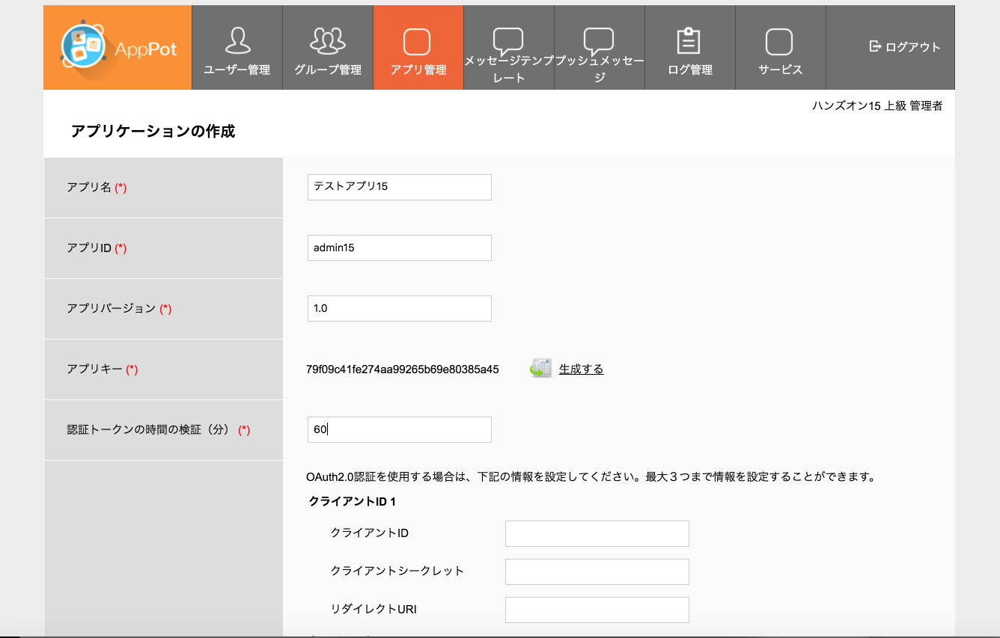 AppPot
ユーザー管理
グループ管理
アプリ管理
メッセージテンプ
レート
プッシュメッセー
ジ
ログ管理
サービス
ログアウト
ハンズオン15 上級 管理者
アプリケーションの作成
アプリ名 (*)
テストアプリ15
アプリID (*)
admin15
アプリバージョン (*)
1.0
アプリキー (*)
79f09c41fe274aa99265b69e80385a45
生成する
認証トークンの時間の検証（分） (*)
60
OAuth2.0認証を使用する場合は、下記の情報を設定してください。最大３つまで情報を設定することができます。
クライアントID 1
クライアントID
クライアントシークレット
リダイレクトURI